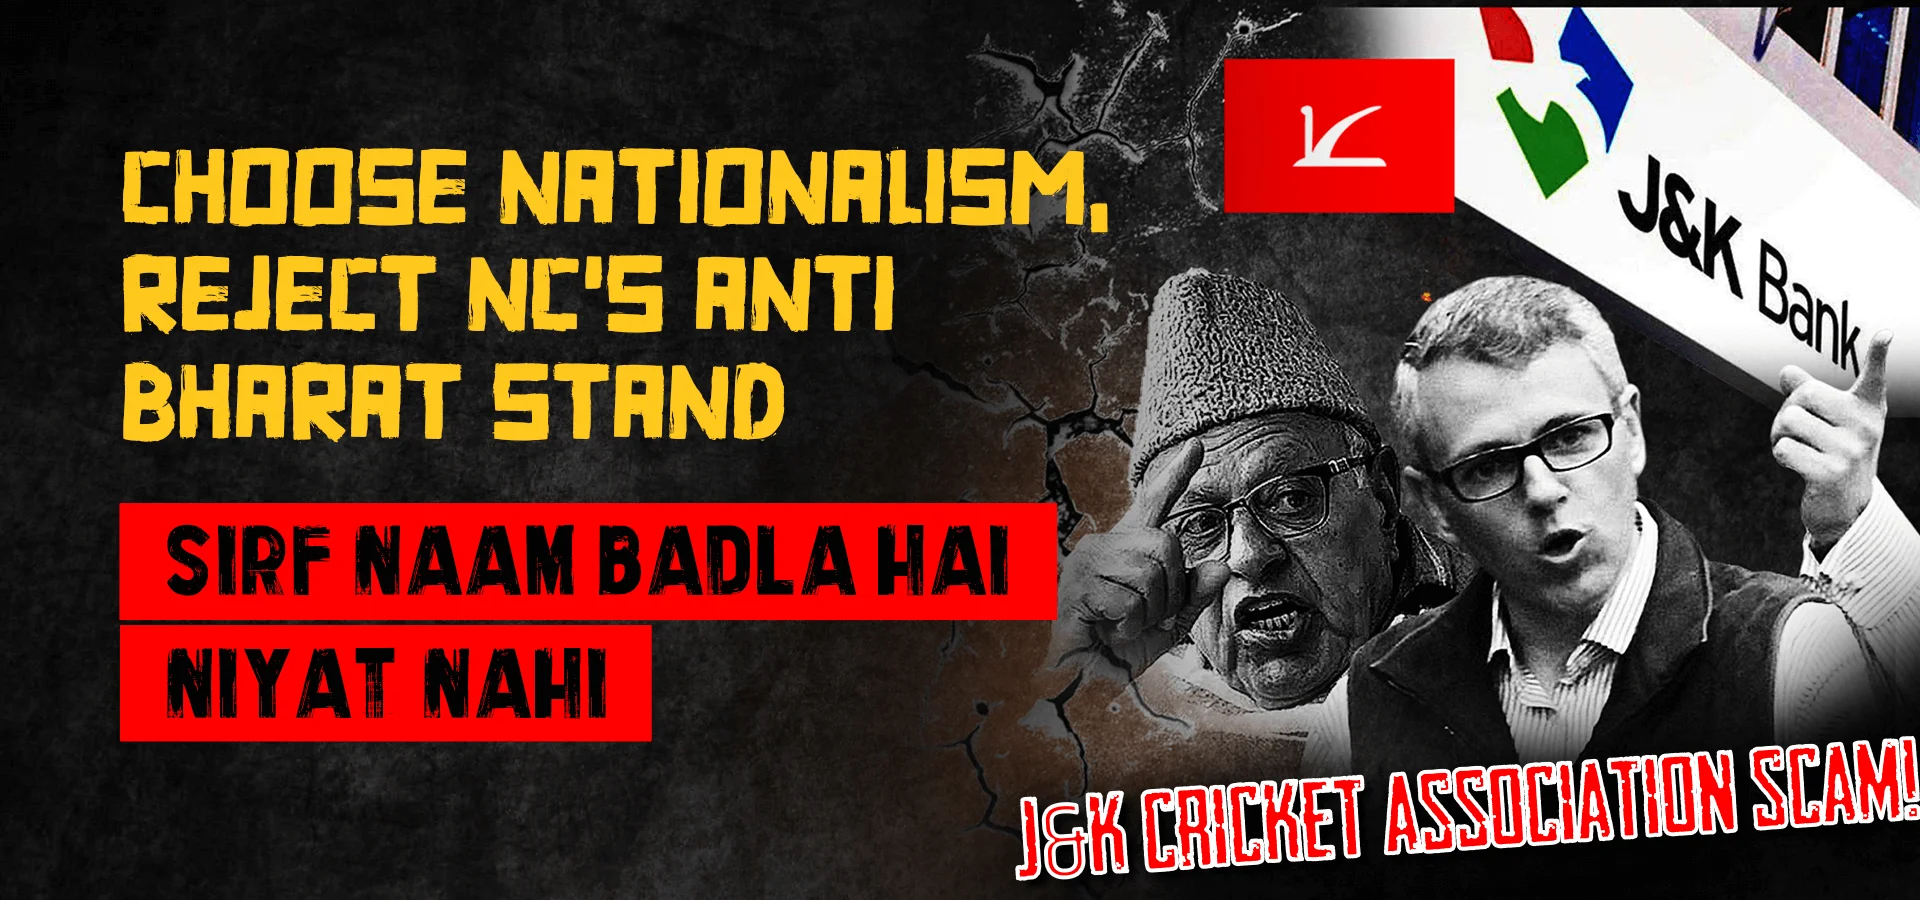 CHOOSE NATIONALISM,
REJECT NC'S ANTI
BHARAT STAND
SIRF NAAM BADLA HAI
NIYAT NAHI
J&K Bank
J&K CRICKET ASSOCIATION SCAM!